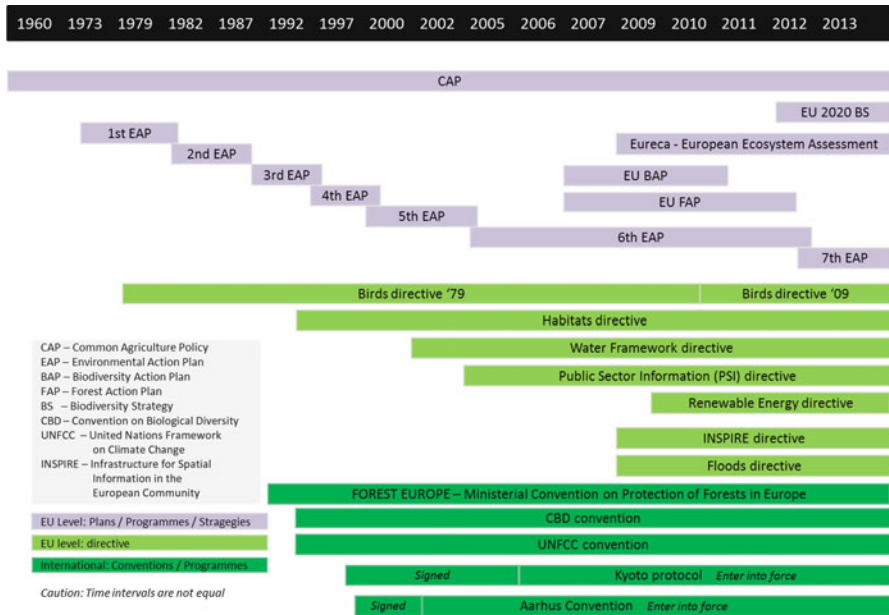 1960 1973 1979 1982 1987 1992 1997 2000 2002 2005 2006 2007 2009 2010 2011 2012 2013
CAP
EU 2020 BS
1st EAP
Eureca - European Ecosystem Assessment
2nd EAP
3rd EAP
EU BAP
4th EAP
EU FAP
5th EAP
6th EAP
7th EAP
Birds directive ‘79
Birds directive ‘09
Habitats directive
Water Framework directive
Public Sector Information (PSI) directive
Renewable Energy directive
INSPIRE directive
Floods directive
CAP – Common Agriculture Policy
EAP – Environmental Action Plan
BAP – Biodiversity Action Plan
FAP – Forest Action Plan
BS – Biodiversity Strategy
CBD – Convention on Biological Diversity
UNFCC – United Nations Framework
on Climate Change
INSPIRE – Infrastructure for Spatial
Information in the
European Community
FOREST EUROPE – Ministerial Convention on Protection of Forests in Europe
CBD convention
UNFCC convention
Signed Kyoto protocol Enter into force
Signed Aarhus Convention Enter into force
EU Level: Plans / Programmes / Stragegies
EU level: directive
International: Conventions / Programmes
Caution: Time intervals are not equal